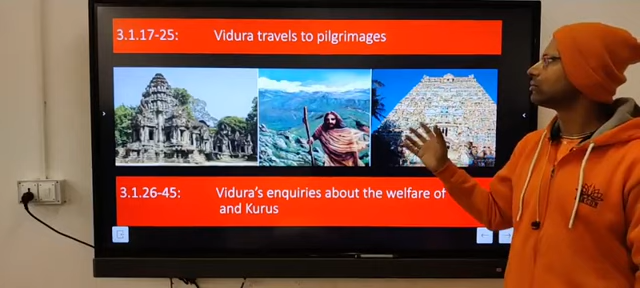 3.1.17-25: Vidura travels to pilgrimages
3.1.26-45: Vidura's enquiries about the welfare of
and Kurus